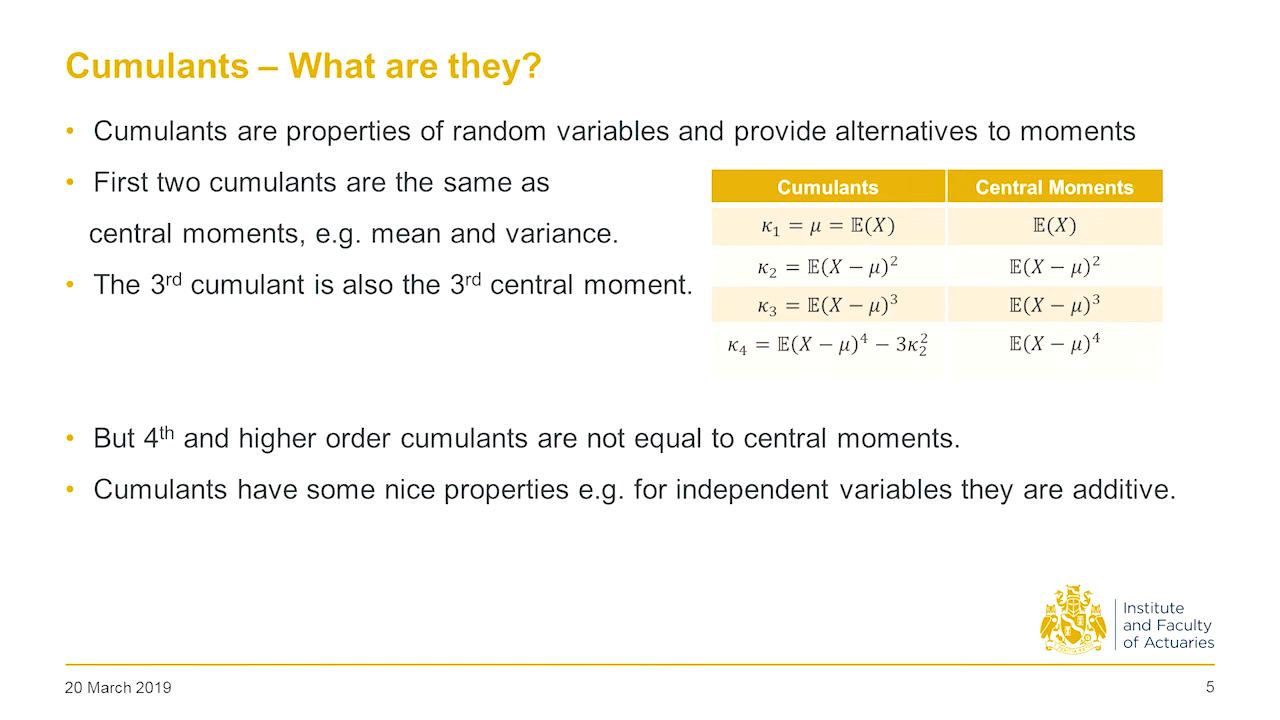 Cumulants – What are they?
• Cumulants are properties of random variables and provide alternatives to moments
• First two cumulants are the same as
central moments, e.g. mean and variance.
• The 3rd cumulant is also the 3rd central moment.
Cumulants Central Moments
κ₁ = μ = 𝔼(X) 𝔼(X)
κ₂ = 𝔼(X − μ)² 𝔼(X − μ)²
κ₃ = 𝔼(X − μ)³ 𝔼(X − μ)³
κ₄ = 𝔼(X − μ)⁴ − 3κ₂² 𝔼(X − μ)⁴
• But 4th and higher order cumulants are not equal to central moments.
• Cumulants have some nice properties e.g. for independent variables they are additive.
Institute
and Faculty
of Actuaries
20 March 2019
5